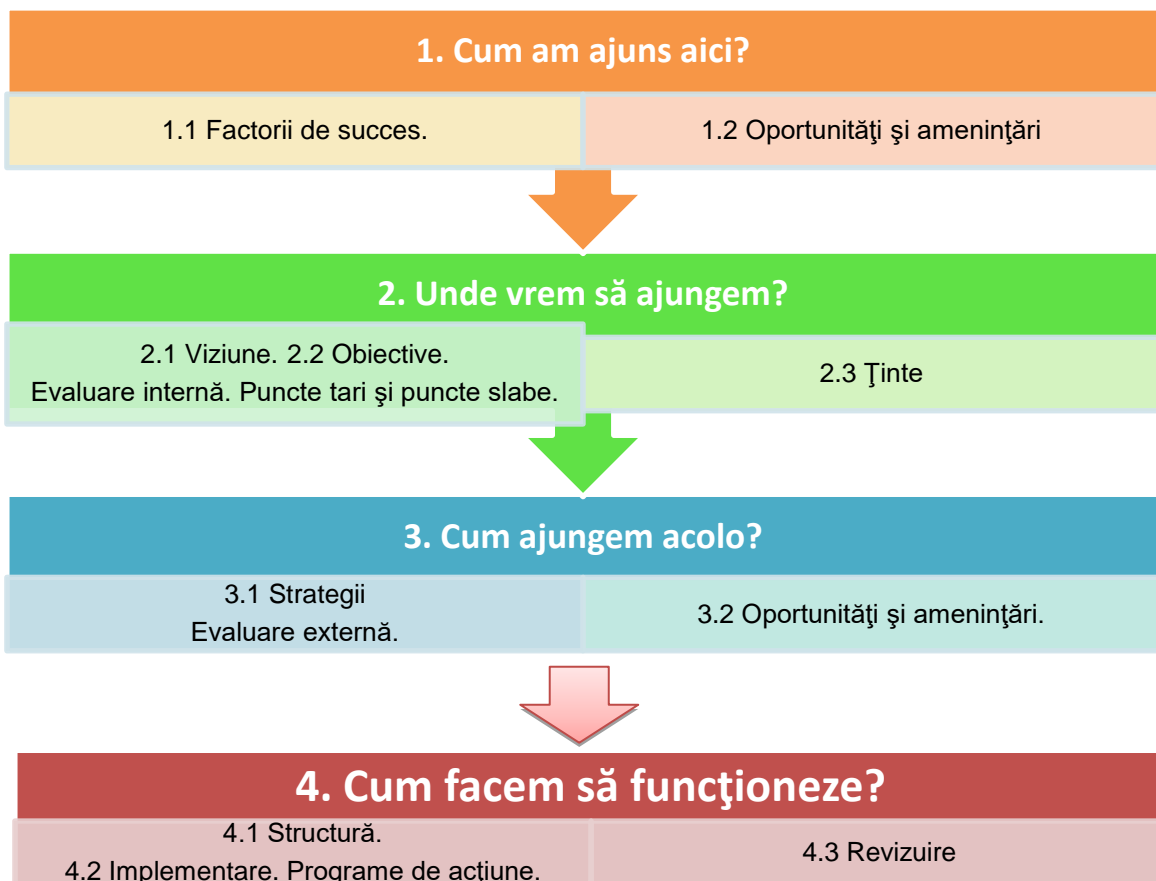 1. Cum am ajuns aici?
1.1 Factorii de succes.
1.2 Oportunităţi şi ameninţări
2. Unde vrem să ajungem?
2.1 Viziune. 2.2 Obiective.
Evaluare internă. Puncte tari şi puncte slabe.
2.3 Ţinte
3. Cum ajungem acolo?
3.1 Strategii
Evaluare externă.
3.2 Oportunităţi şi ameninţări.
4. Cum facem să funcţioneze?
4.1 Structură.
4.2 Implementare. Programe de acţiune.
4.3 Revizuire